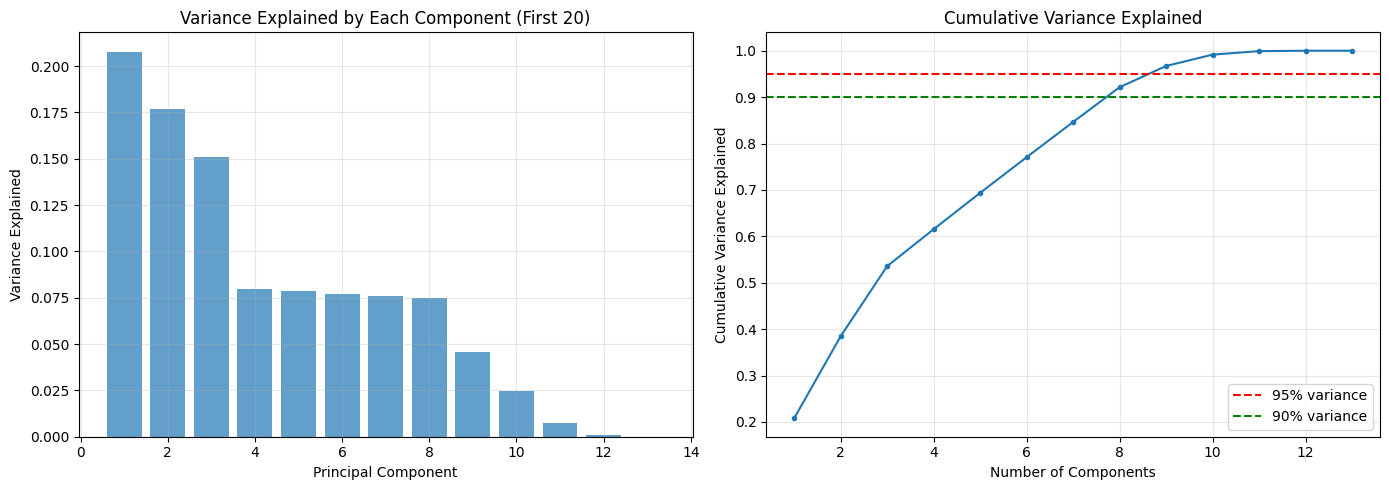 Variance Explained by Each Component (First 20)
Variance Explained
0.200
0.175
0.150
0.125
0.100
0.075
0.050
0.025
0.000
0 2 4 6 8 10 12 14
Principal Component
Cumulative Variance Explained
Cumulative Variance Explained
1.0
0.9
0.8
0.7
0.6
0.5
0.4
0.3
0.2
95% variance
90% variance
2 4 6 8 10 12
Number of Components